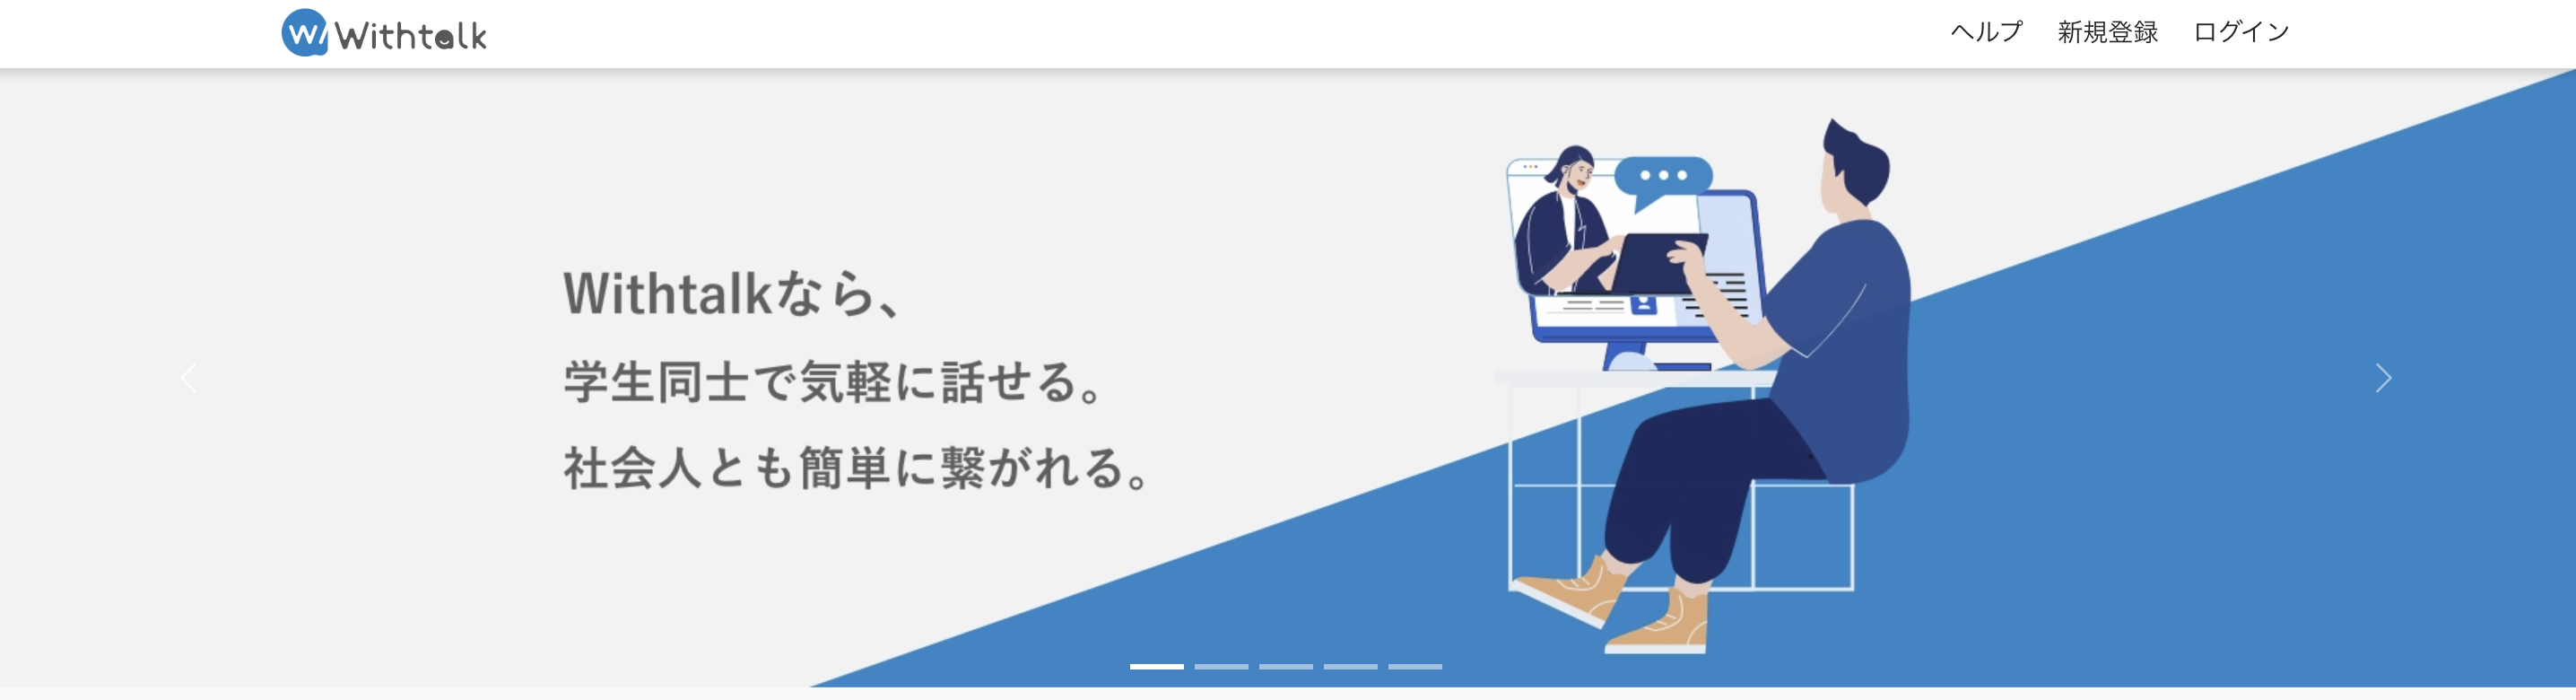 Withtalk
ヘルプ 新規登録 ログイン
Withtalkなら、
学生同士で気軽に話せる。
社会人とも簡単に繋がれる。